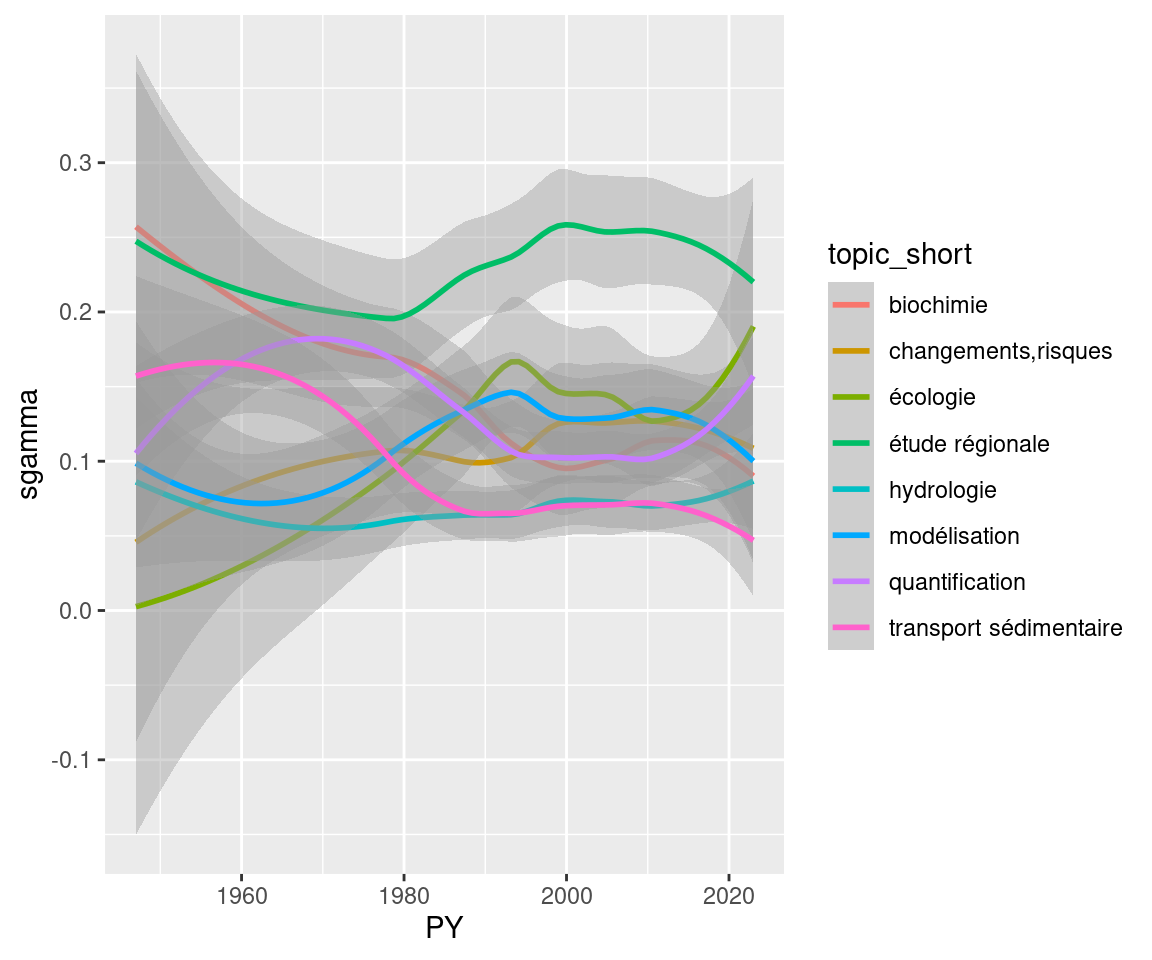 0.3
0.2
0.1
0.0
-0.1
sgamma
1960
1980
2000
2020
PY
topic_short
biochimie
changements,risques
écologie
étude régionale
hydrologie
modélisation
quantification
transport sédimentaire